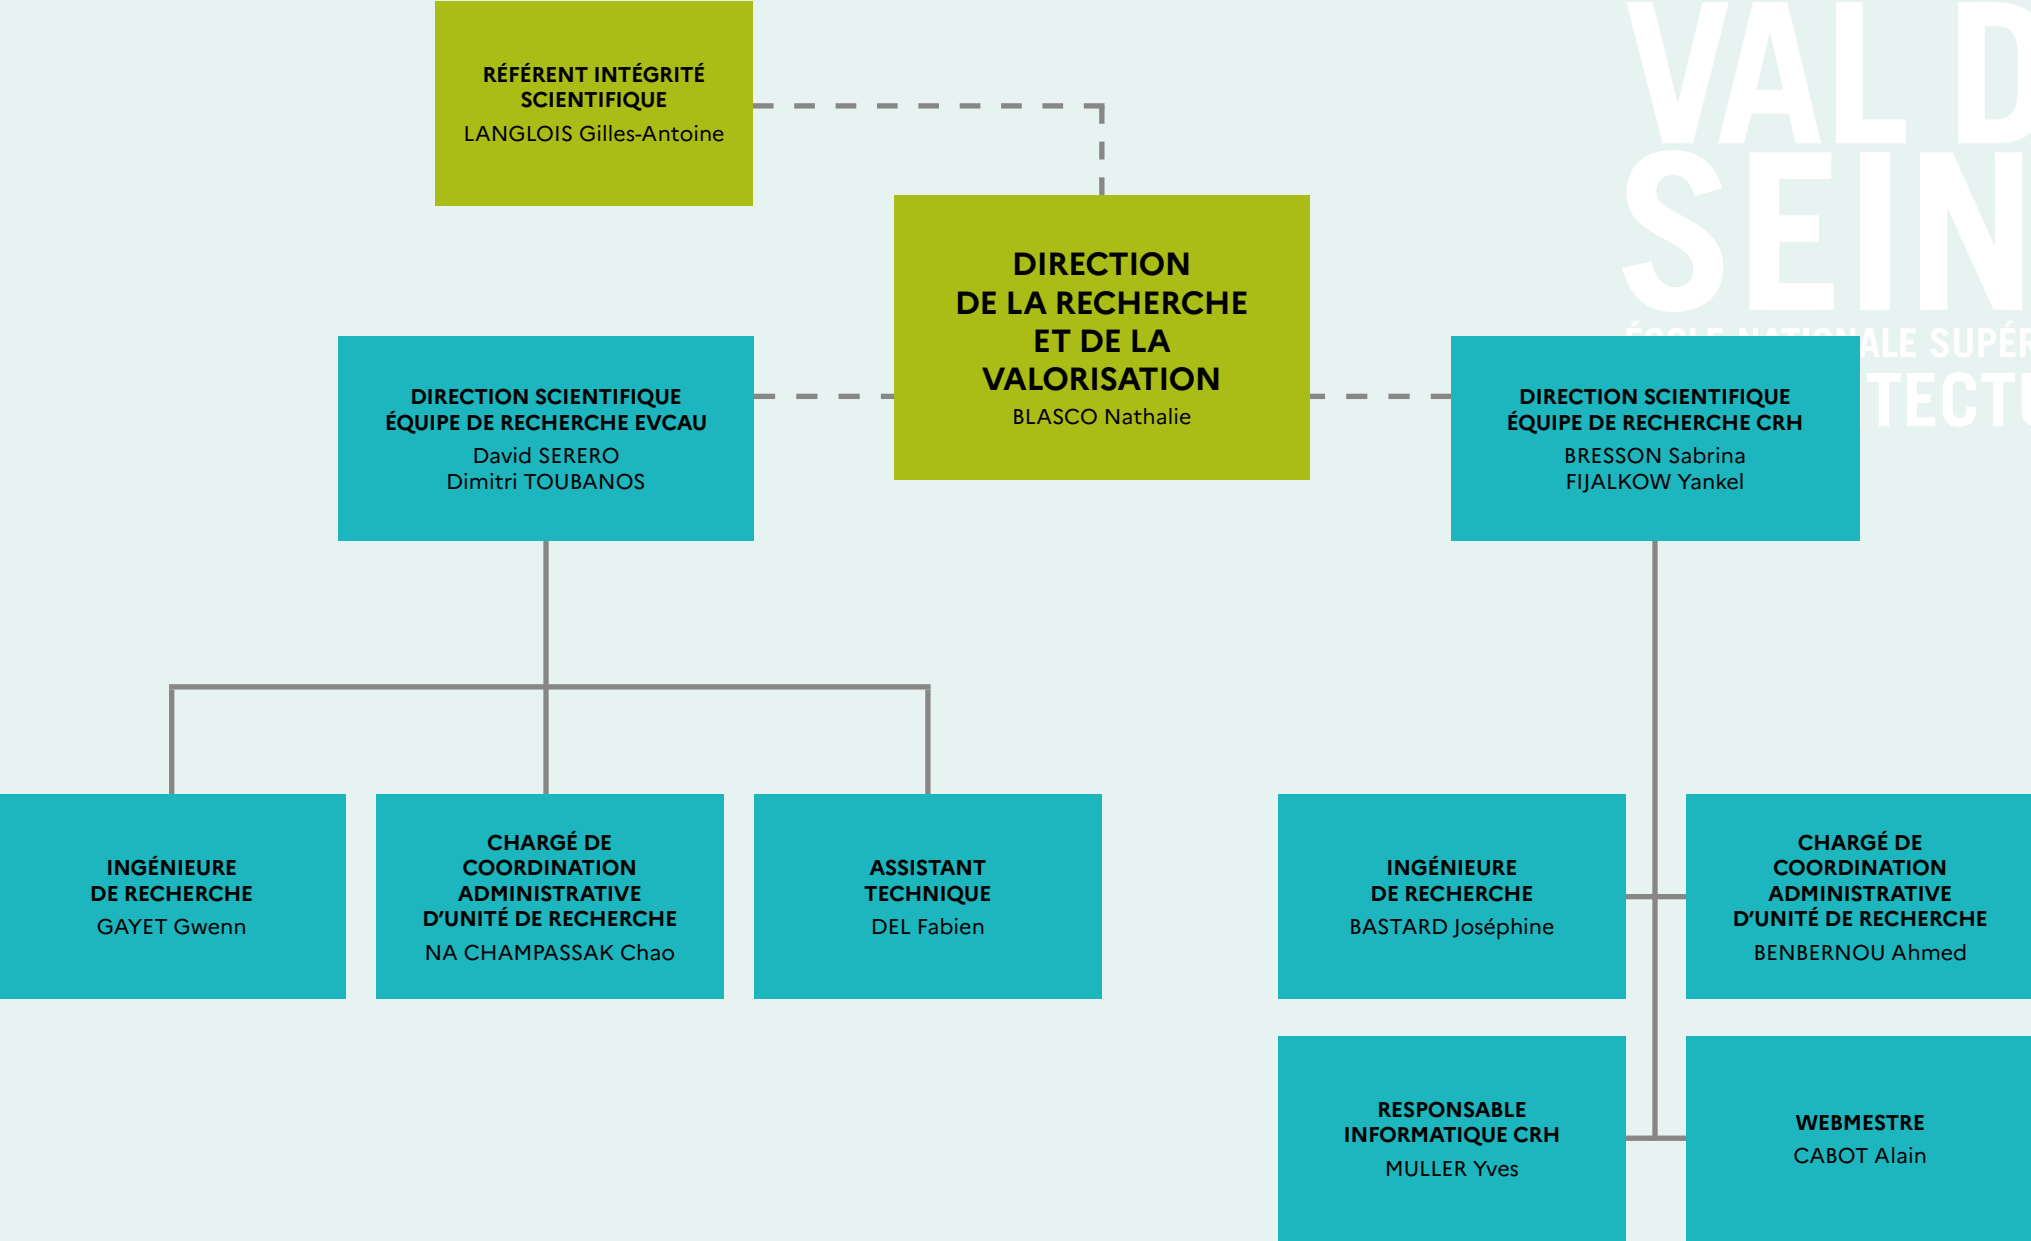 VAL D
SEIN
RÉFÉRENT INTÉGRITÉ
SCIENTIFIQUE
LANGLOIS Gilles-Antoine
DIRECTION
DE LA RECHERCHE
ET DE LA
VALORISATION
BLASCO Nathalie
ALE SUPÉR
TECTU
DIRECTION SCIENTIFIQUE
ÉQUIPE DE RECHERCHE EVCAU
David SERERO
Dimitri TOUBANOS
DIRECTION SCIENTIFIQUE
ÉQUIPE DE RECHERCHE CRH
BRESSON Sabrina
FIJALKOW Yankel
INGÉNIEURE
DE RECHERCHE
GAYET Gwenn
CHARGÉ DE
COORDINATION
ADMINISTRATIVE
D'UNITÉ DE RECHERCHE
NA CHAMPASSAK Chao
ASSISTANT
TECHNIQUE
DEL Fabien
INGÉNIEURE
DE RECHERCHE
BASTARD Joséphine
CHARGÉ DE
COORDINATION
ADMINISTRATIVE
D'UNITÉ DE RECHERCHE
BENBERNOU Ahmed
RESPONSABLE
INFORMATIQUE CRH
MULLER Yves
WEBMESTRE
CABOT Alain